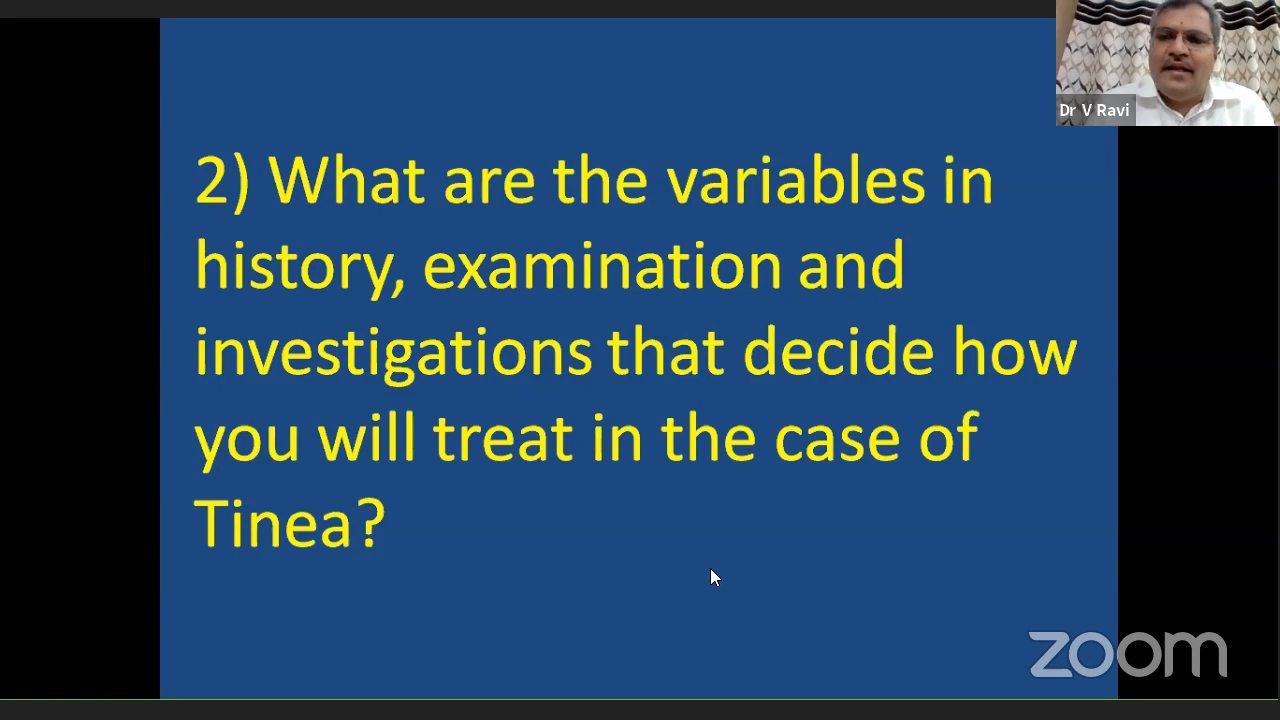 Dr V Ravi
2) What are the variables in
history, examination and
investigations that decide how
you will treat in the case of
Tinea?
zoom